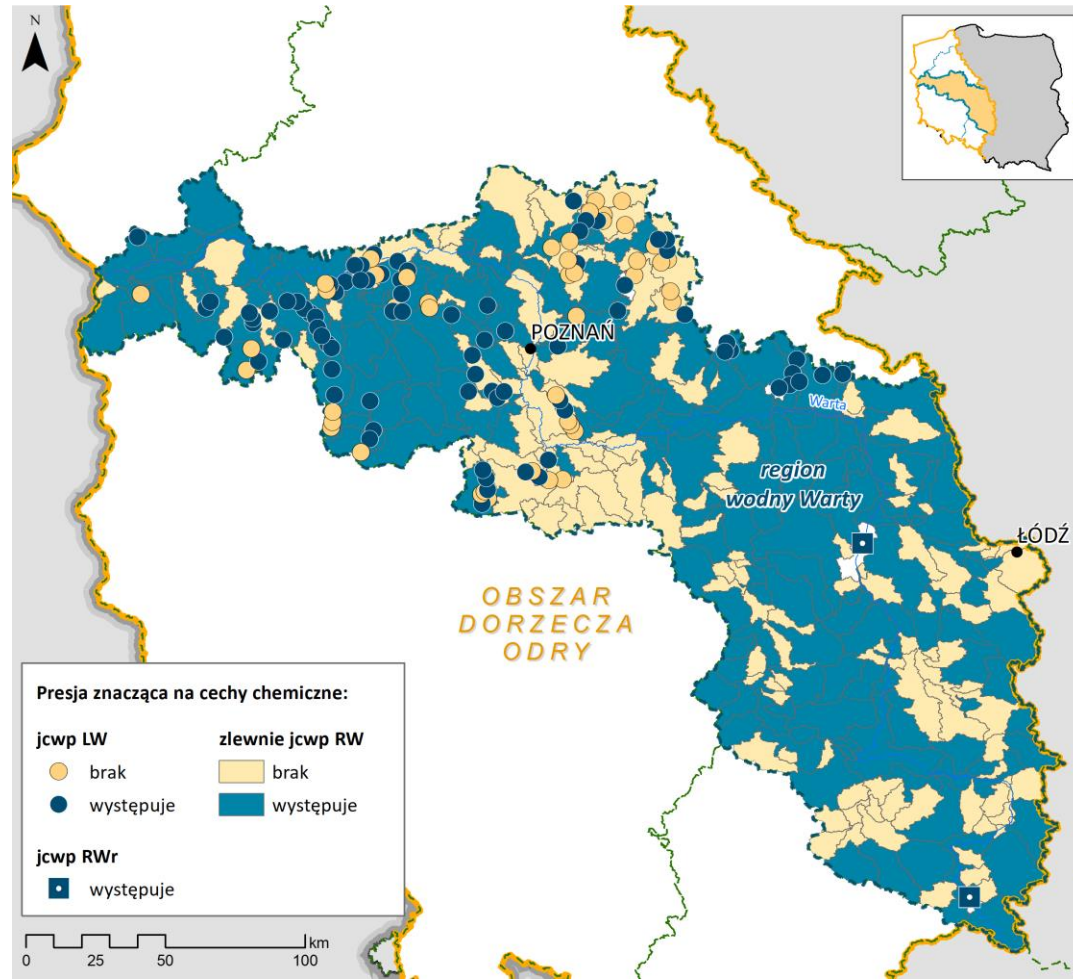 N
POZNAŃ
Warta
region
wodny Warty
ŁÓDŹ
OBSZAR
DORZECZA
ODRY
Presja znacząca na cechy chemiczne:
jcwp LW
brak
występuje
zlewnie jcwp RW
brak
występuje
jcwp RWr
występuje
km
0 25 50 100